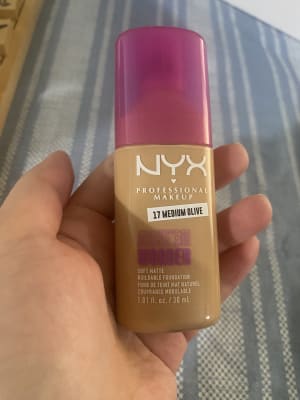 NYX
PROFESSIONAL
MAKEUP
17 MEDIUM OLIVE
SOFT MATTE
BUILDABLE FOUNDATION
FOND DE TEINT MAT NATUREL
COUVRANCE MODULABLE
1.01 fl. oz / 30 mL